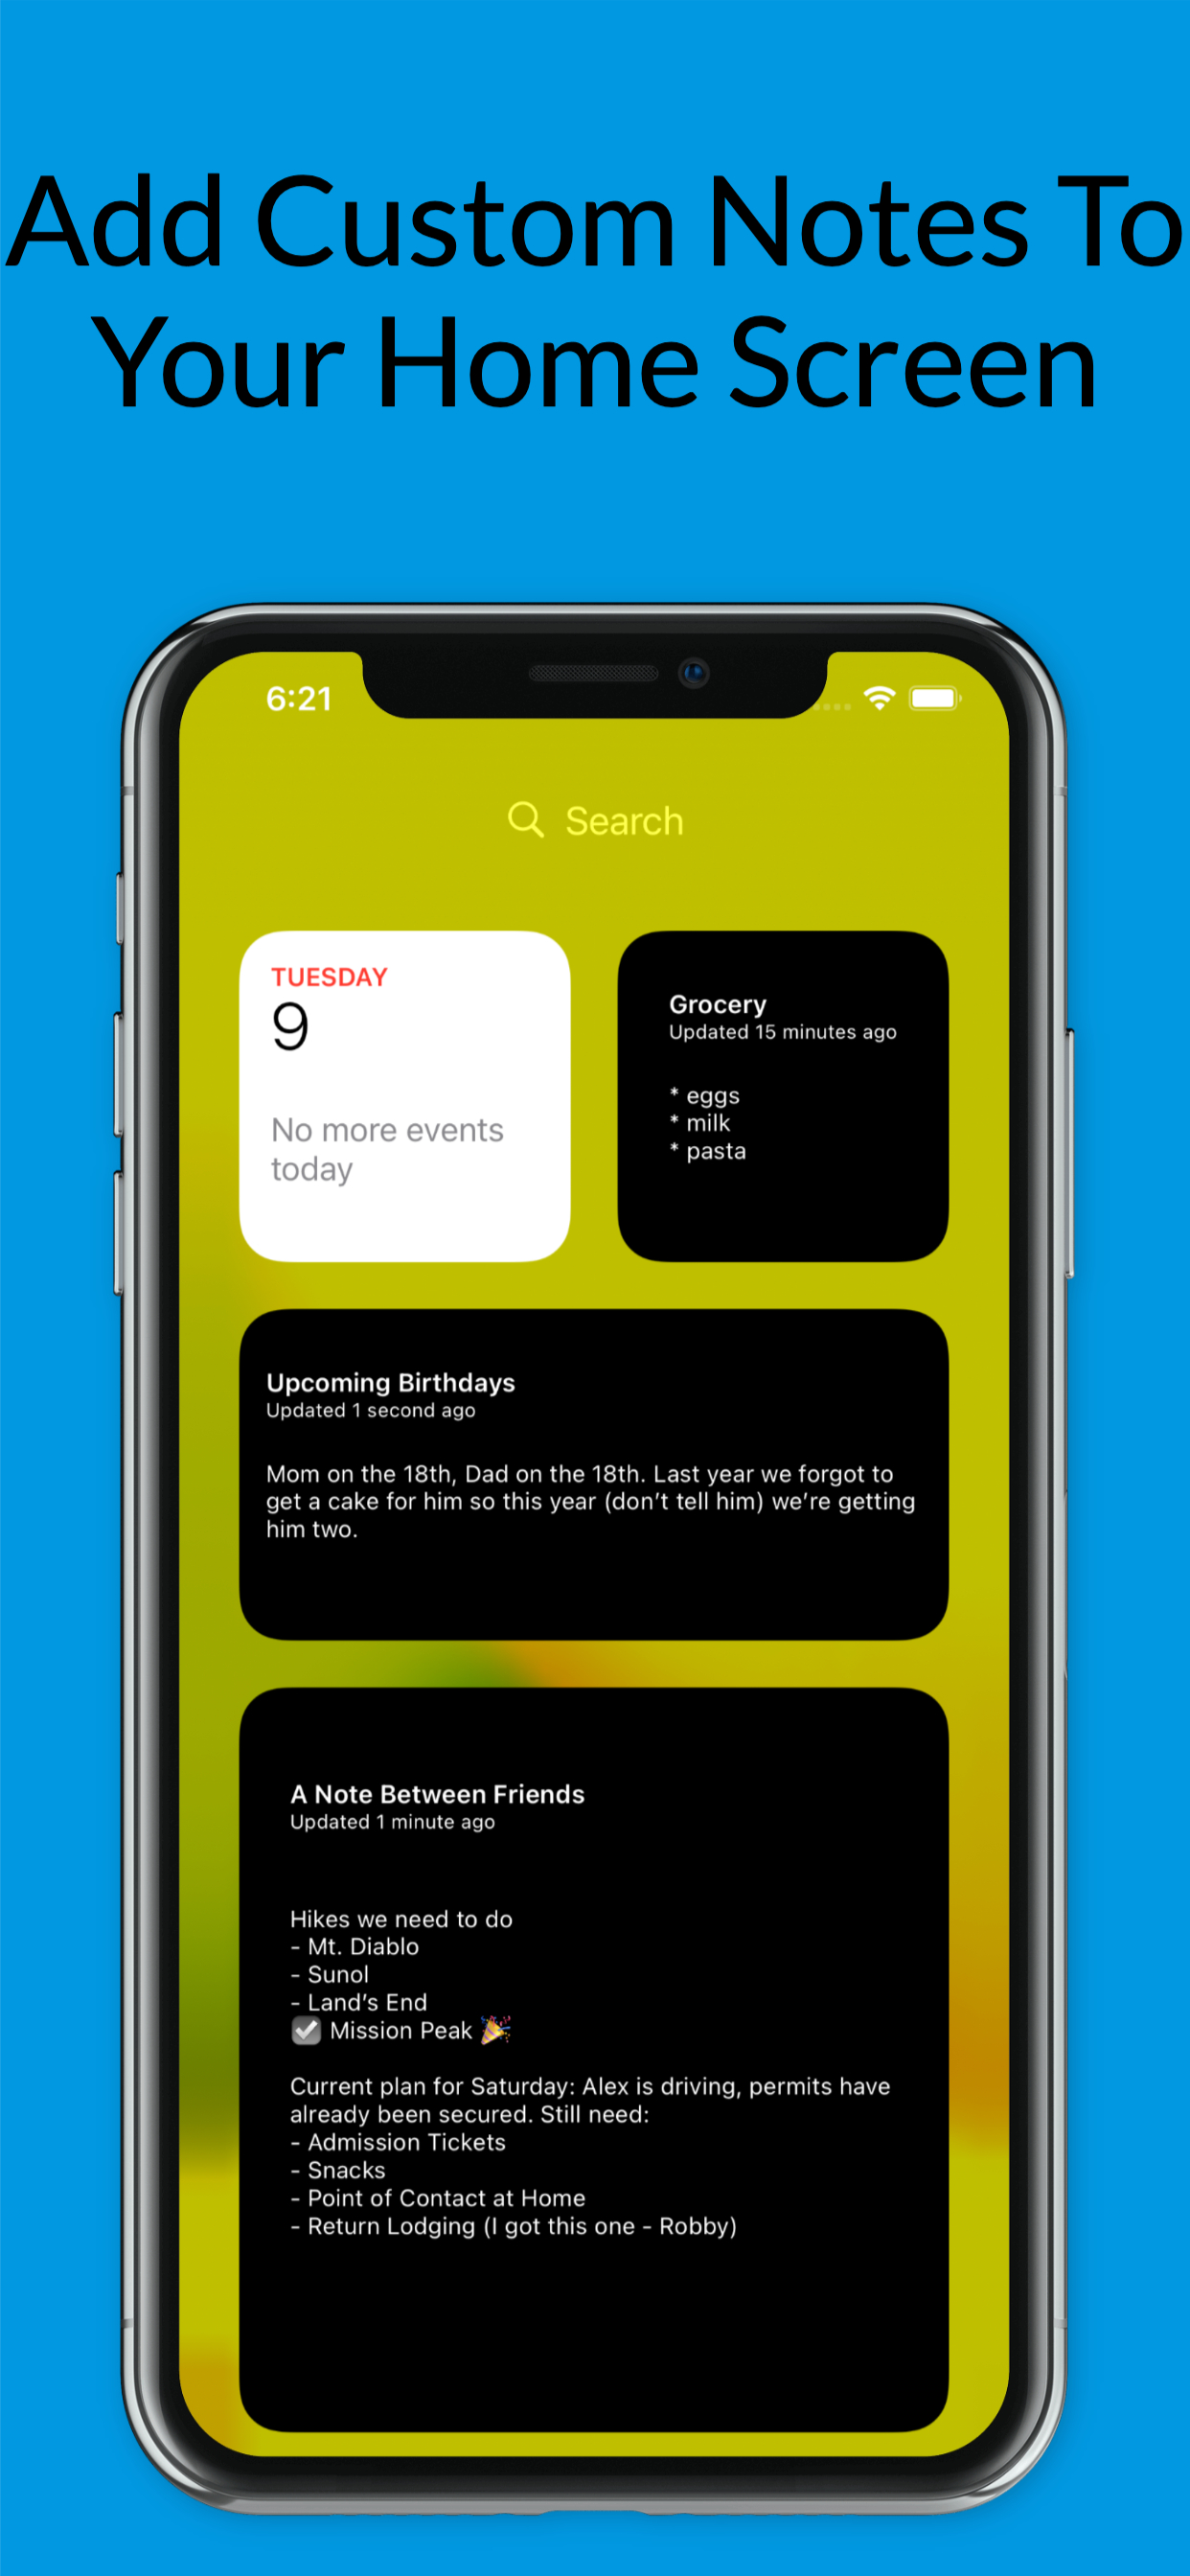 Add Custom Notes To
Your Home Screen
6:21
Search
TUESDAY
9
No more events
today
Grocery
Updated 15 minutes ago
* eggs
* milk
* pasta
Upcoming Birthdays
Updated 1 second ago
Mom on the 18th, Dad on the 18th. Last year we forgot to
get a cake for him so this year (don’t tell him) we’re getting
him two.
A Note Between Friends
Updated 1 minute ago
Hikes we need to do
- Mt. Diablo
- Sunol
- Land’s End
☑️ Mission Peak 🎉
Current plan for Saturday: Alex is driving, permits have
already been secured. Still need:
- Admission Tickets
- Snacks
- Point of Contact at Home
- Return Lodging (I got this one - Robby)